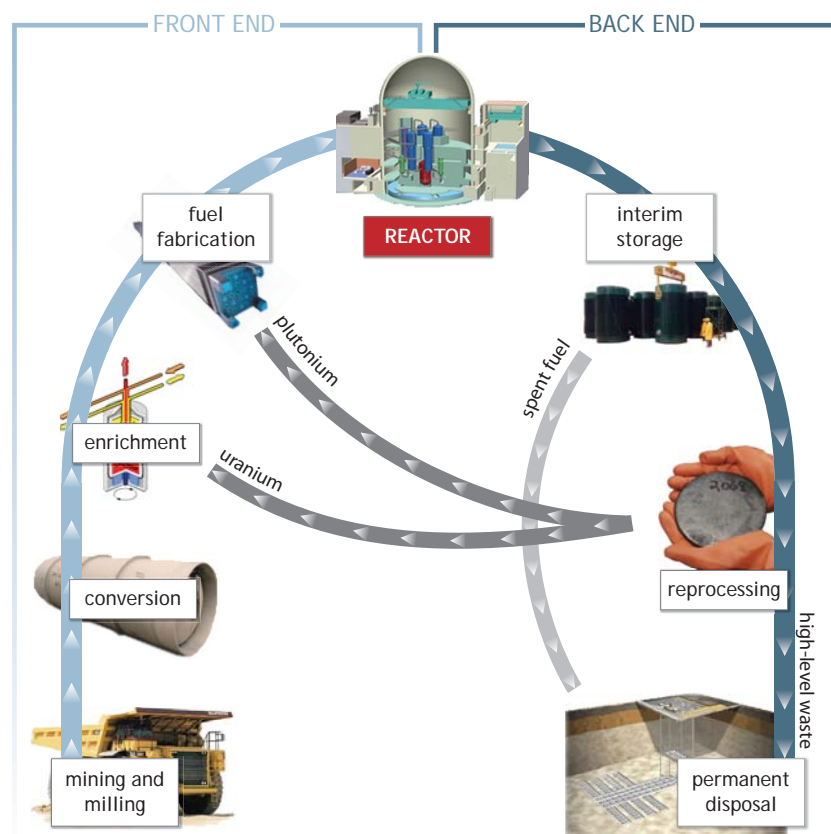 FRONT END
BACK END
REACTOR
fuel
fabrication
interim
storage
plutonium
spent fuel
enrichment
uranium
2068
conversion
reprocessing
high-level waste
mining and
milling
permanent
disposal